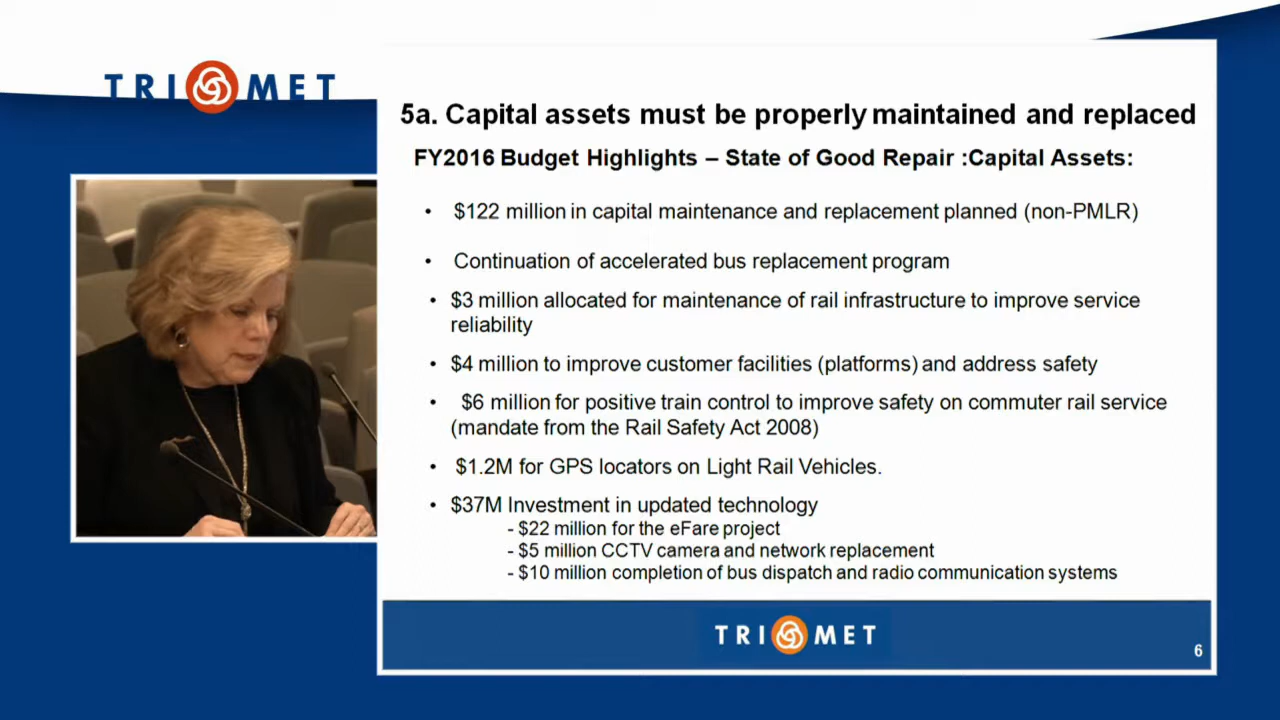 TRI MET
5a. Capital assets must be properly maintained and replaced
FY2016 Budget Highlights – State of Good Repair :Capital Assets:
• $122 million in capital maintenance and replacement planned (non-PMLR)
• Continuation of accelerated bus replacement program
• $3 million allocated for maintenance of rail infrastructure to improve service
reliability
• $4 million to improve customer facilities (platforms) and address safety
• $6 million for positive train control to improve safety on commuter rail service
(mandate from the Rail Safety Act 2008)
• $1.2M for GPS locators on Light Rail Vehicles.
• $37M Investment in updated technology
- $22 million for the eFare project
- $5 million CCTV camera and network replacement
- $10 million completion of bus dispatch and radio communication systems
TRI MET
6